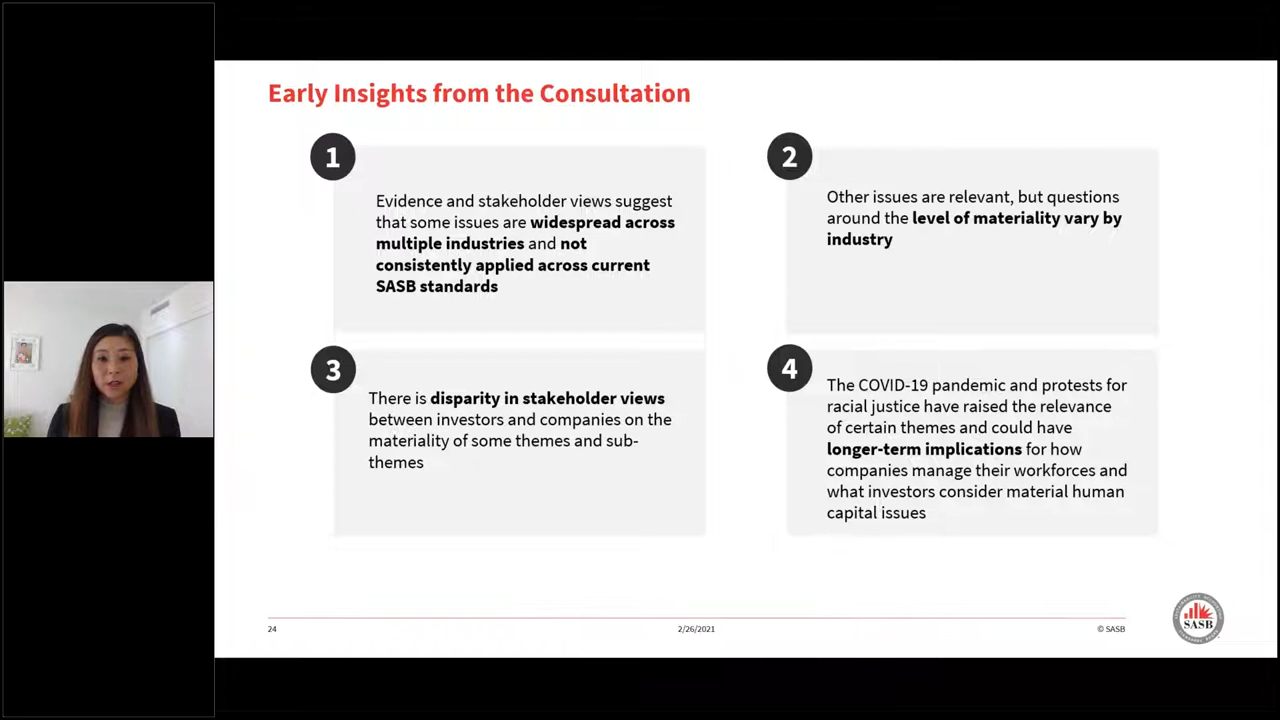 Early Insights from the Consultation
1
Evidence and stakeholder views suggest
that some issues are widespread across
multiple industries and not
consistently applied across current
SASB standards
2
Other issues are relevant, but questions
around the level of materiality vary by
industry
3
There is disparity in stakeholder views
between investors and companies on the
materiality of some themes and sub-
themes
4
The COVID-19 pandemic and protests for
racial justice have raised the relevance
of certain themes and could have
longer-term implications for how
companies manage their workforces and
what investors consider material human
capital issues
24
2/26/2021
© SASB
SASB